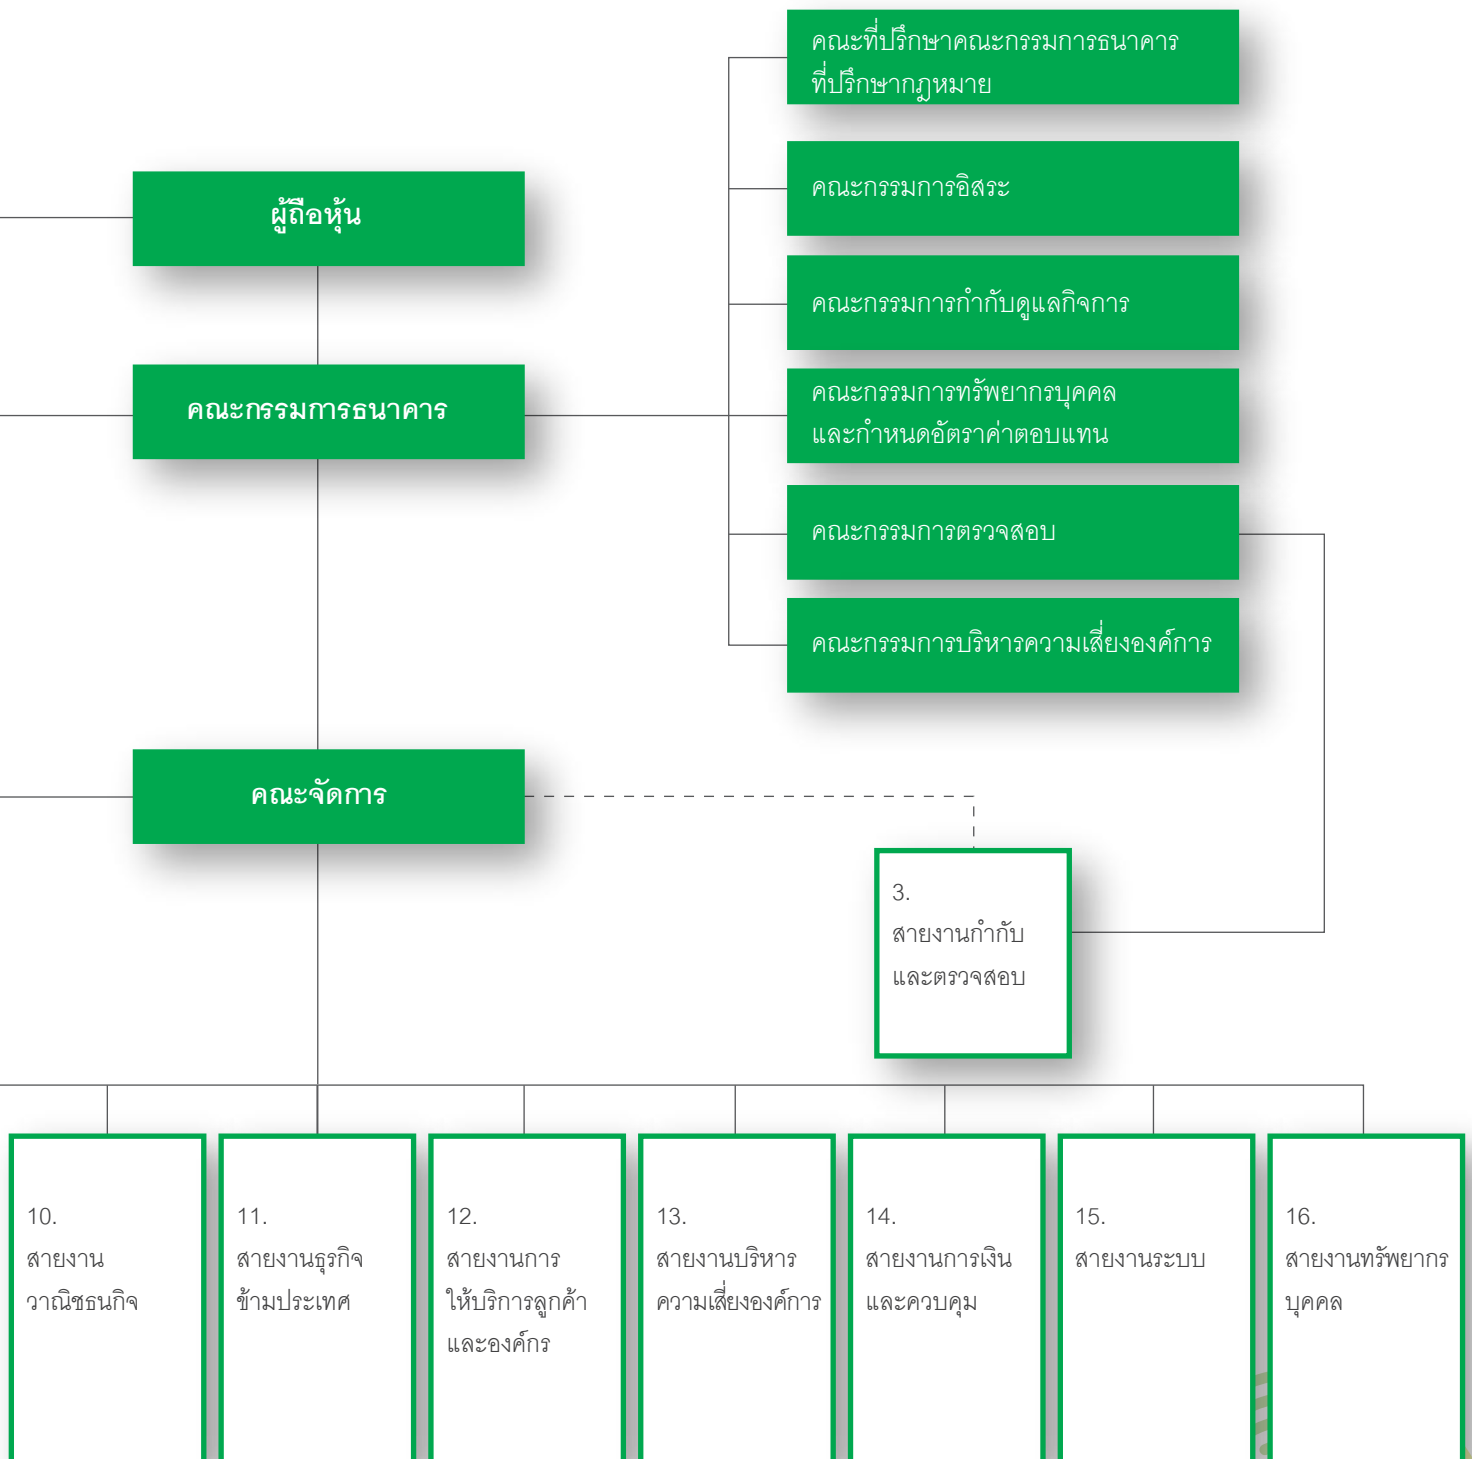 คณะที่ปรึกษาคณะกรรมการธนาคาร
ที่ปรึกษากฎหมาย
คณะกรรมการอิสระ
ผู้ถือหุ้น
คณะกรรมการกำกับดูแลกิจการ
คณะกรรมการธนาคาร
คณะกรรมการทรัพยากรบุคคล
และกำหนดอัตราค่าตอบแทน
คณะกรรมการตรวจสอบ
คณะกรรมการบริหารความเสี่ยงองค์การ
คณะจัดการ
3.
สายงานกำกับ
และตรวจสอบ
10.
สายงาน
วาณิชธนกิจ
11.
สายงานธุรกิจ
ข้ามประเทศ
12.
สายงานการ
ให้บริการลูกค้า
และองค์กร
13.
สายงานบริหาร
ความเสี่ยงองค์การ
14.
สายงานการเงิน
และควบคุม
15.
สายงานระบบ
16.
สายงานทรัพยากร
บุคคล